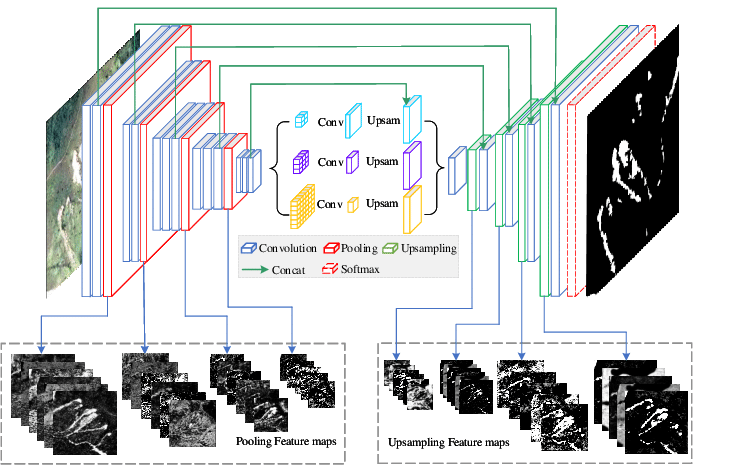 Conv Upsam
Conv Upsam
Conv Upsam
Convolution Pooling Upsampling
Concat Softmax
Pooling Feature maps
Upsampling Feature maps